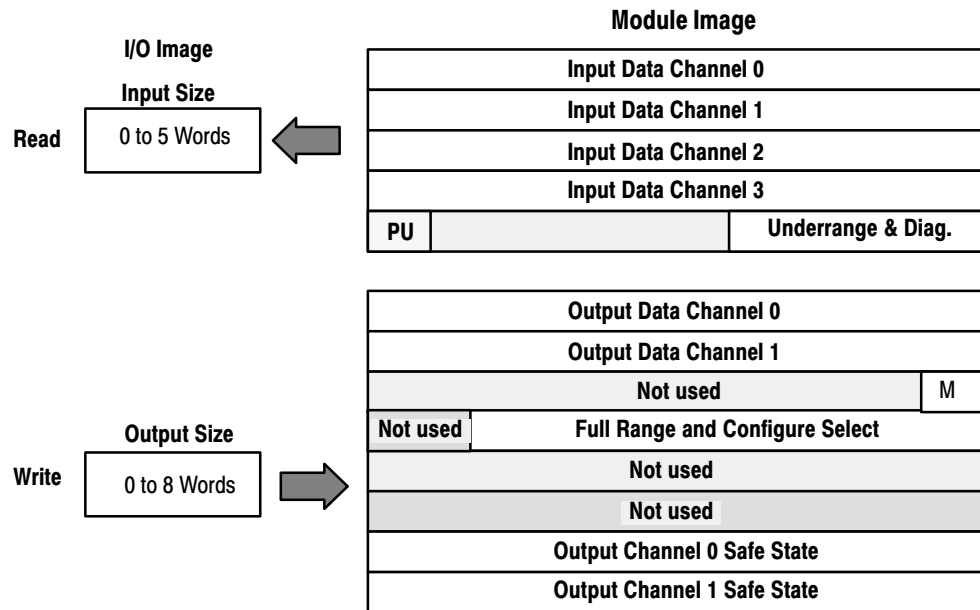 Module Image
I/O Image
Input Size
Read
0 to 5 Words
Input Data Channel 0
Input Data Channel 1
Input Data Channel 2
Input Data Channel 3
PU
Underrange & Diag.
Output Data Channel 0
Output Data Channel 1
Not used
M
Output Size
Write
0 to 8 Words
Not used
Full Range and Configure Select
Not used
Not used
Output Channel 0 Safe State
Output Channel 1 Safe State